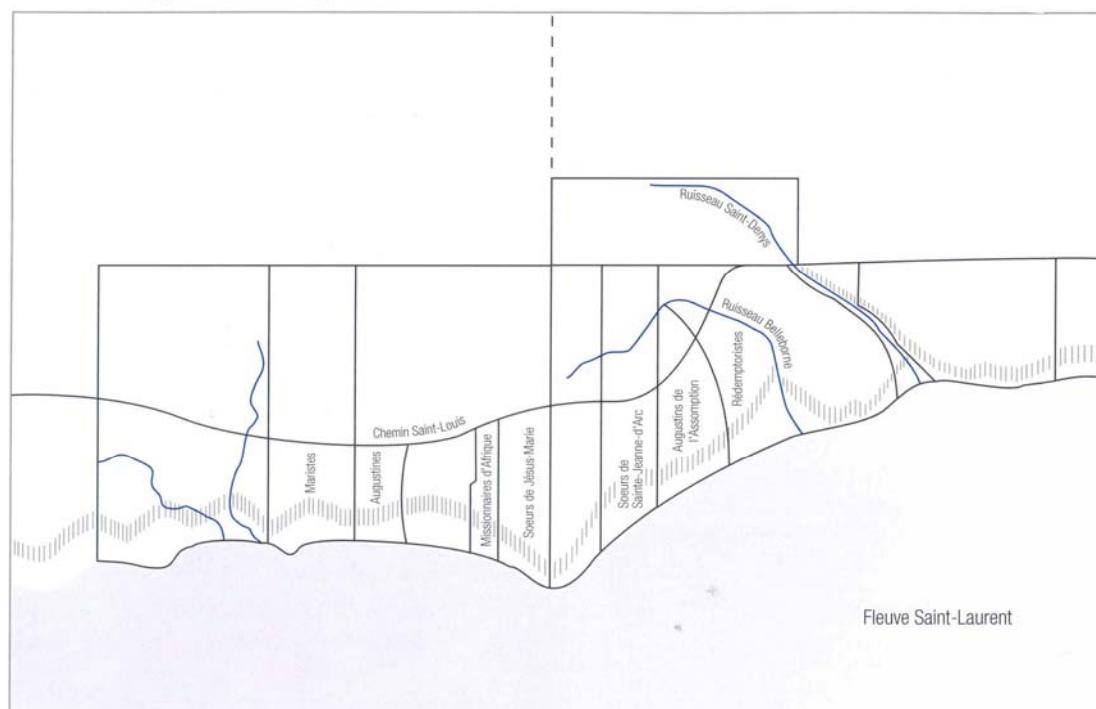 Ruisseau Saint-Denys
Ruisseau Belleborne
Chemin Saint-Louis
Maristes
Augustines
Missionnaires d'Afrique
Soeurs de Jésus-Marie
Soeurs de
Sainte-Jeanne-d'Arc
Augustins de
l'Assomption
Rédemptoristes
Fleuve Saint-Laurent